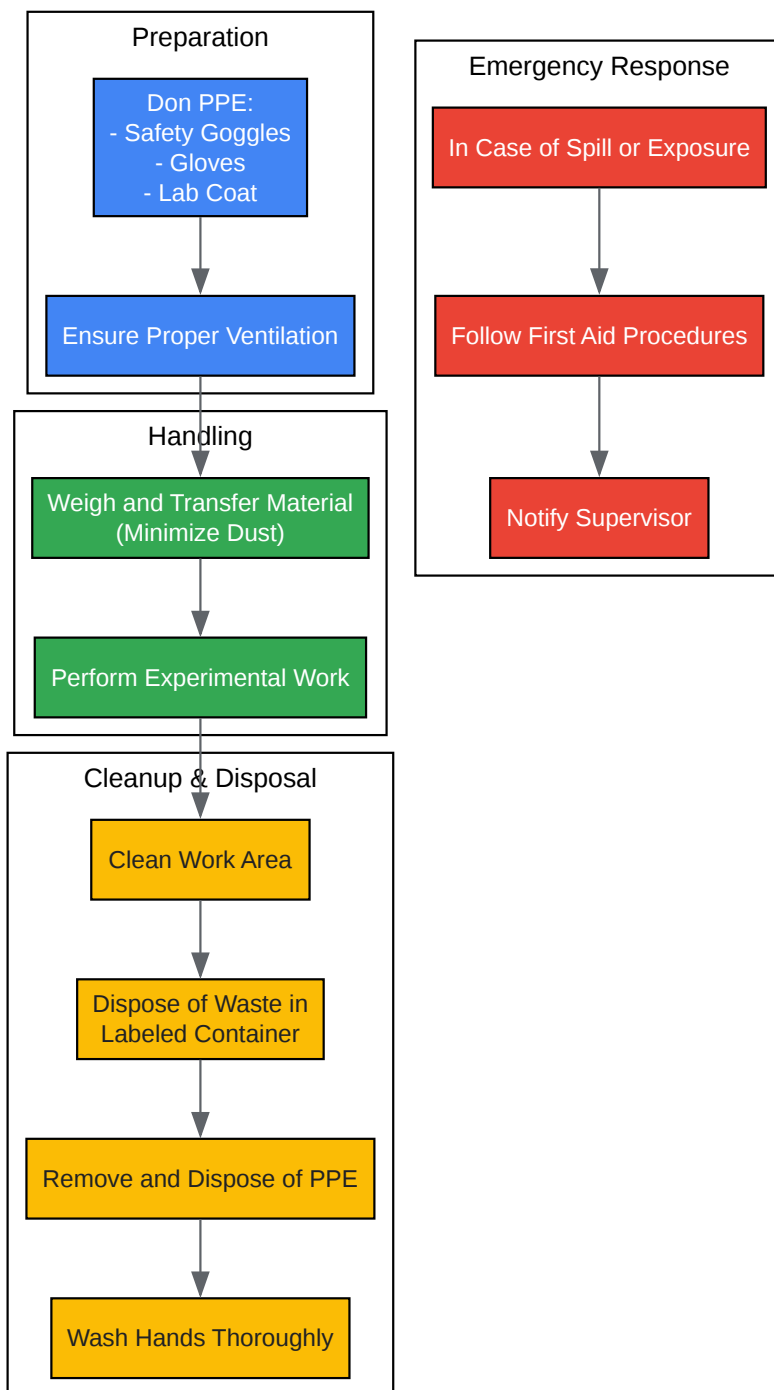 Preparation
Don PPE:
- Safety Goggles
- Gloves
- Lab Coat
Ensure Proper Ventilation
Handling
Weigh and Transfer Material
(Minimize Dust)
Perform Experimental Work
Cleanup & Disposal
Clean Work Area
Dispose of Waste in
Labeled Container
Remove and Dispose of PPE
Wash Hands Thoroughly
Emergency Response
In Case of Spill or Exposure
Follow First Aid Procedures
Notify Supervisor